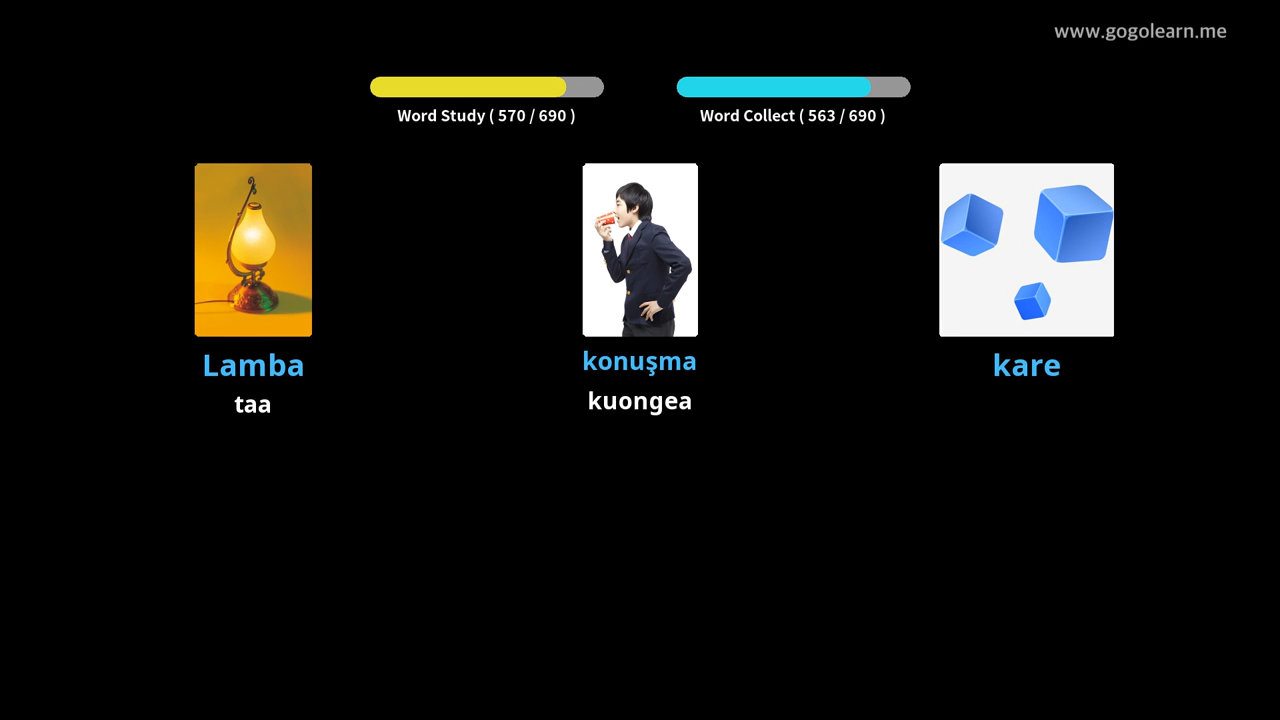 www.gogolearn.me
Word Study ( 570 / 690 )
Word Collect ( 563 / 690 )
Lamba
taa
konuşma
kuongea
kare